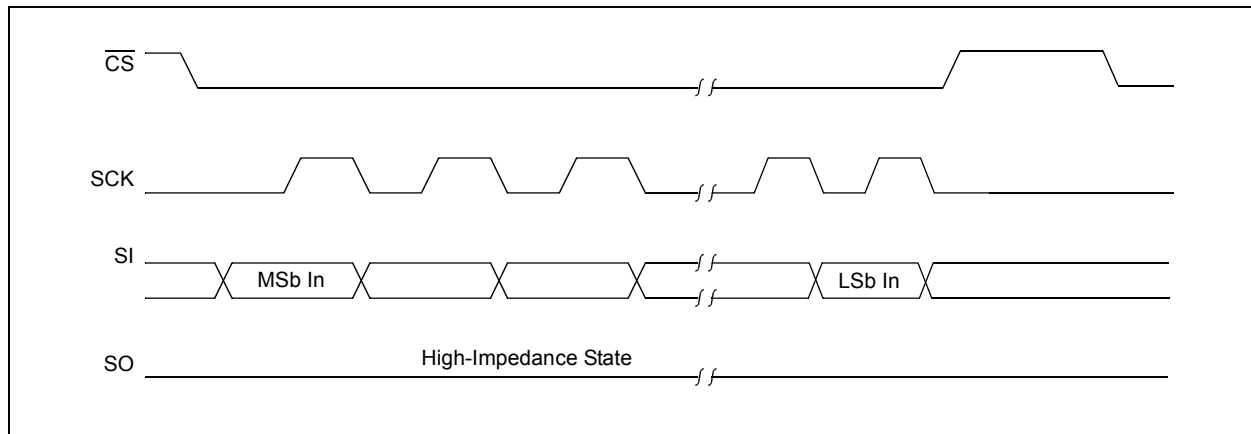 CS
SCK
SI
MSb In
LSb In
SO
High-Impedance State